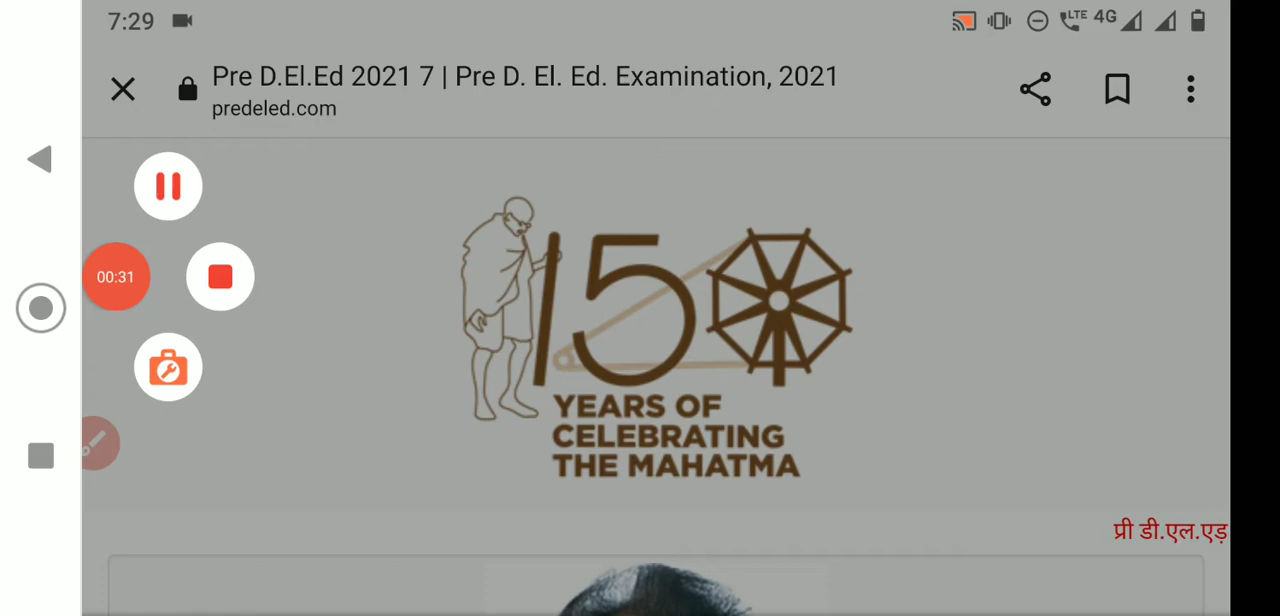 7:29
LTE 4G
Pre D.El.Ed 2021 7 | Pre D. El. Ed. Examination, 2021
predeled.com
00:31
150
YEARS OF
CELEBRATING
THE MAHATMA
प्री डी.एल.एड़